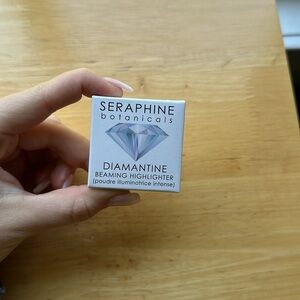 SERAPHINE
botanicals
DIAMANTINE
BEAMING HIGHLIGHTER
(poudre illuminatrice intense)